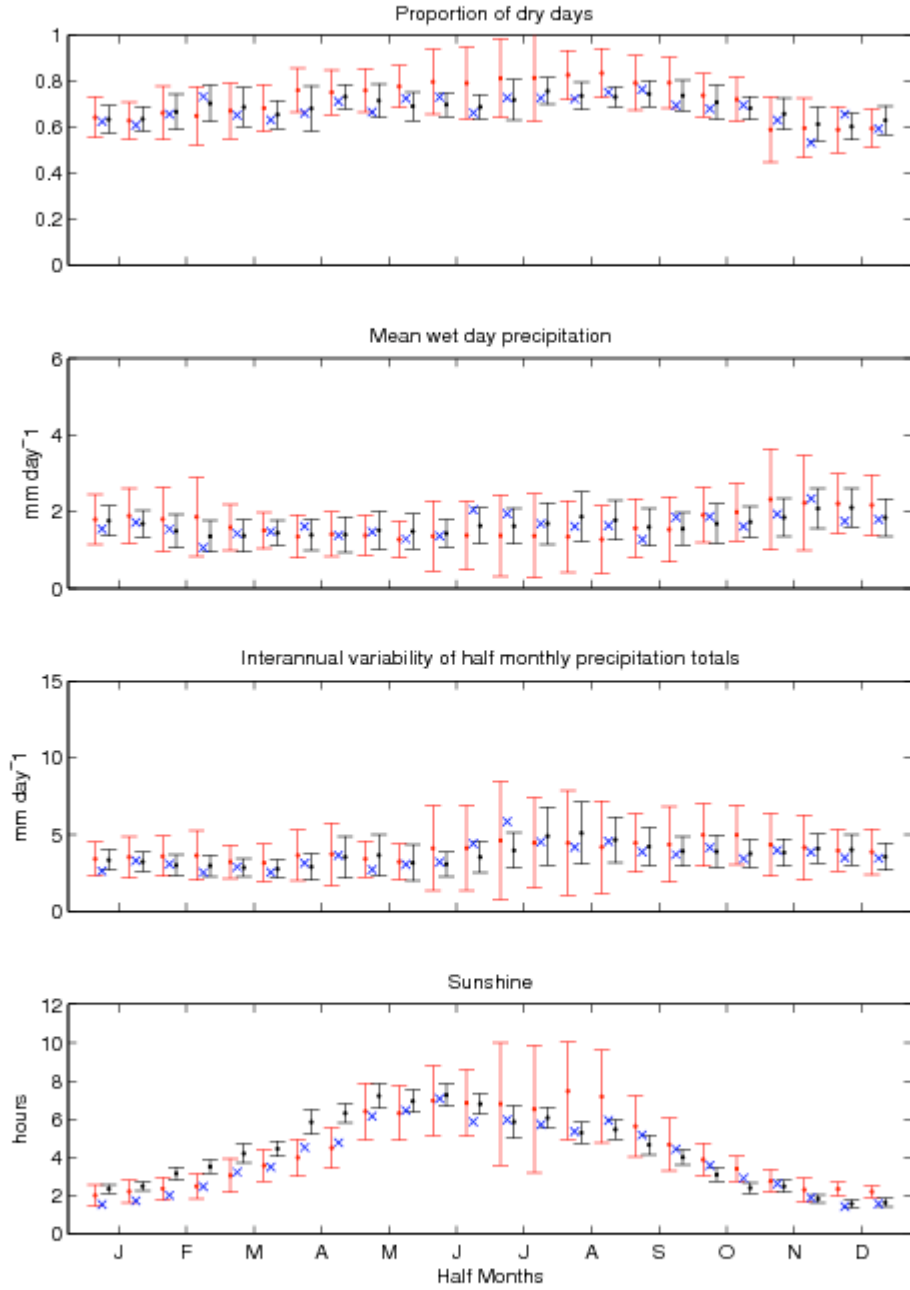 Proportion of dry days
1
0.8
0.6
0.4
0.2
0
Mean wet day precipitation
6
4
2
0
mm day⁻1
Interannual variability of half monthly precipitation totals
15
10
5
0
mm day⁻1
Sunshine
12
10
8
6
4
2
0
hours
J F M A M J J A S O N D
Half Months